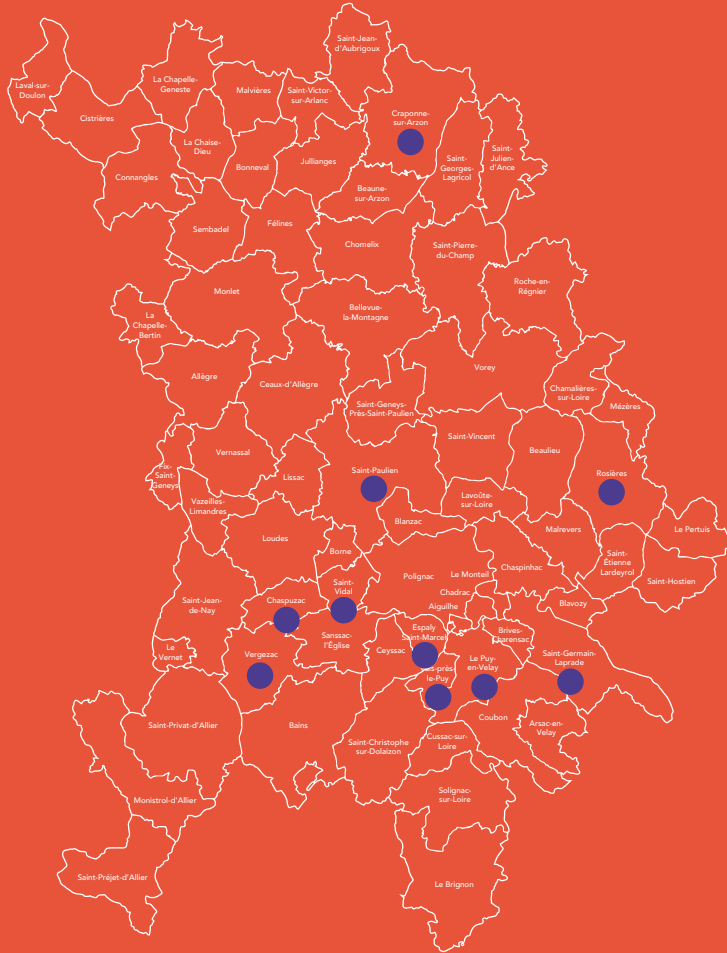 Saint-Jean-
d'Aubrigoux
Laval-sur-
Doulon
La Chapelle-
Geneste
Malvières
Saint-Victor-
sur-Arlanc
Cistrières
Craponne-
sur-Arzon
La Chaise-
Dieu
Bonneval
Jullianges
Saint-
Georges-
Lagricol
Saint-
Julien-
d'Ance
Connangles
Beaune-
sur-Arzon
Sembadel
Félines
Chomelix
Saint-Pierre-
du-Champ
Monlet
Roche-en-
Régnier
La
Chapelle-
Bertin
Bellevue-
la-Montagne
Allègre
Ceaux-d'Allègre
Vorey
Chamalières-
sur-Loire
Mézères
Saint-Geneys-
Près-Saint-Paulien
Saint-Vincent
Beaulieu
Vernassal
Fix-
Saint-
Geneys
Lissac
Saint-Paulien
Rosières
Vazeilles-
Limandres
Lavoûte-
sur-Loire
Blanzac
Malrevers
Le Pertuis
Loudes
Borne
Saint-
Étienne
Lardeyrol
Polignac
Le Monteil
Chaspinhac
Saint-Hostien
Saint-
Vidal
Chadrac
Aiguilhe
Blavozy
Saint-Jean-
de-Nay
Chaspuzac
Sanssac-
l'Église
Ceyssac
Espaly
Saint-Marcel
Brives-
Charensac
Le
Vernet
Vergezac
-près-
le-Puy
Le Puy-
en-Velay
Saint-Germain-
Laprade
Saint-Privat-d'Allier
Bains
Saint-Christophe
sur-Dolaizon
Cussac-sur-
Loire
Coubon
Arsac-en-
Velay
Monistrol-d'Allier
Solignac-
sur-Loire
Saint-Préjet-d'Allier
Le Brignon